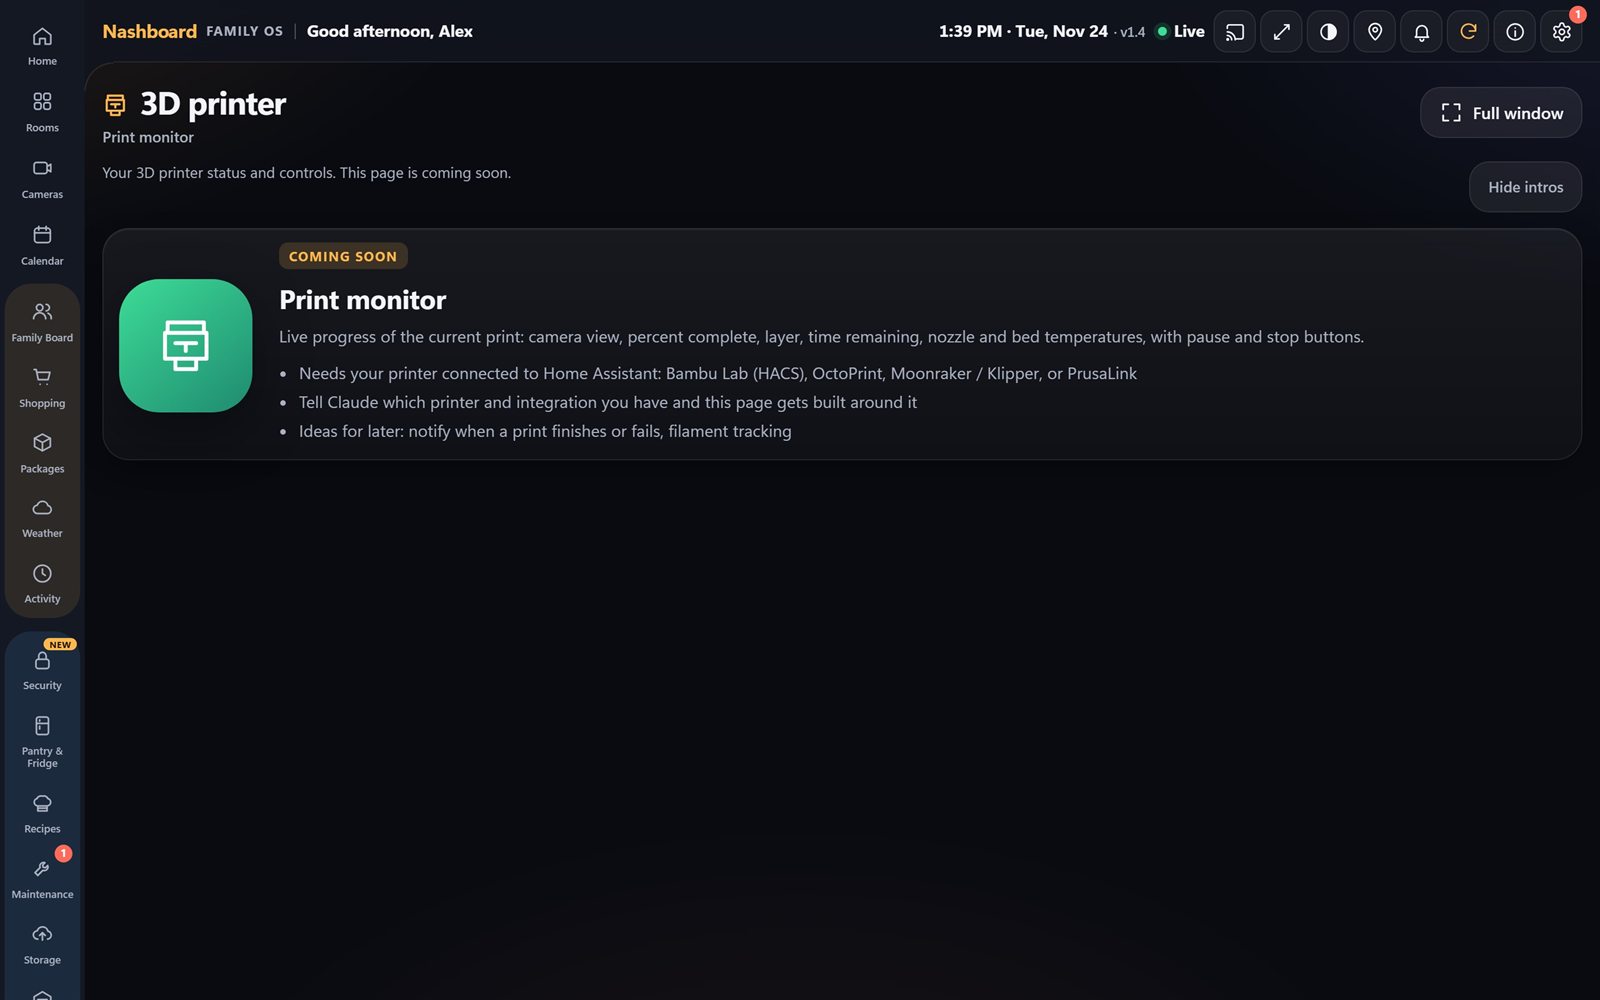 Nashboard FAMILY OS
Good afternoon, Alex
1:39 PM · Tue, Nov 24 · v1.4
Live
1
Home
Rooms
Cameras
Calendar
Family Board
Shopping
Packages
Weather
Activity
NEW
Security
Pantry &
Fridge
Recipes
1
Maintenance
Storage
3D printer
Print monitor
Full window
Your 3D printer status and controls. This page is coming soon.
Hide intros
COMING SOON
Print monitor
Live progress of the current print: camera view, percent complete, layer, time remaining, nozzle and bed temperatures, with pause and stop buttons.
• Needs your printer connected to Home Assistant: Bambu Lab (HACS), OctoPrint, Moonraker / Klipper, or PrusaLink
• Tell Claude which printer and integration you have and this page gets built around it
• Ideas for later: notify when a print finishes or fails, filament tracking